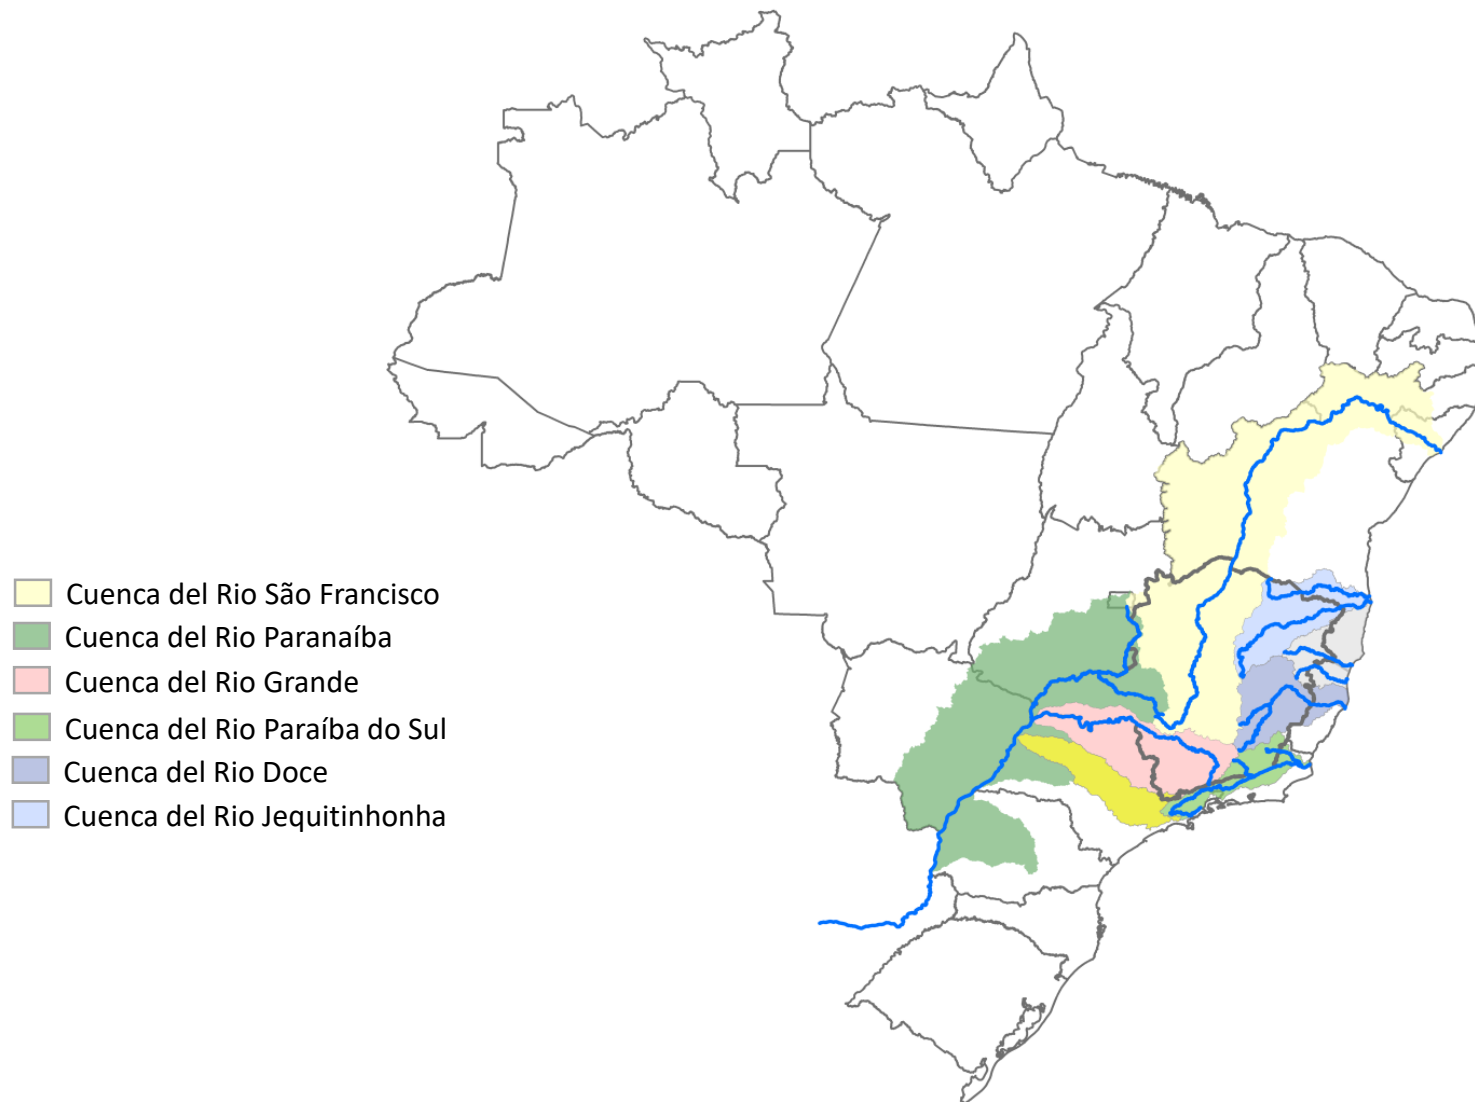 Cuenca del Rio São Francisco
Cuenca del Rio Paranaíba
Cuenca del Rio Grande
Cuenca del Rio Paraíba do Sul
Cuenca del Rio Doce
Cuenca del Rio Jequitinhonha